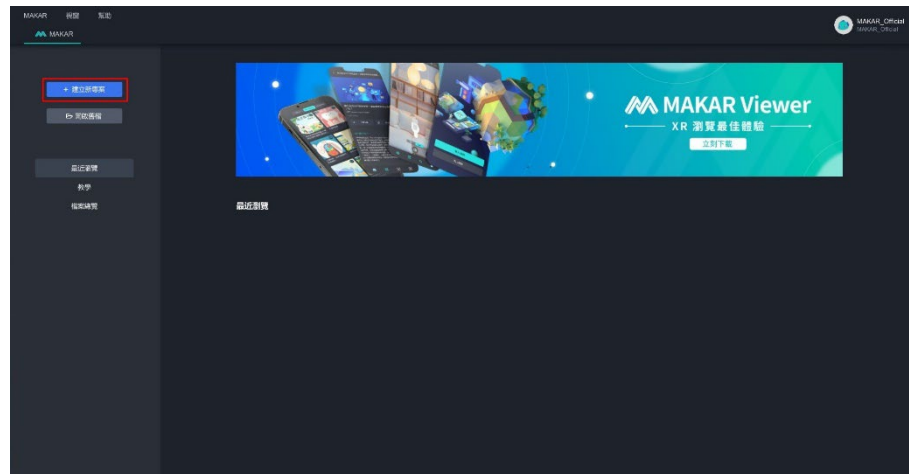 MAKAR 視窗 幫助
MAKAR
MAKAR_Official
MAKAR_Official
+ 建立新專案
開啟舊檔
最近瀏覽
教學
檔案總覽
MAKAR Viewer
XR 瀏覽最佳體驗
立刻下載
最近瀏覽